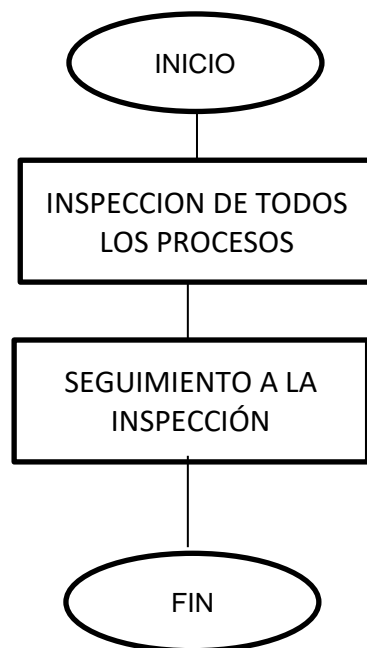 INICIO
INSPECCION DE TODOS
LOS PROCESOS
SEGUIMIENTO A LA
INSPECCIÓN
FIN